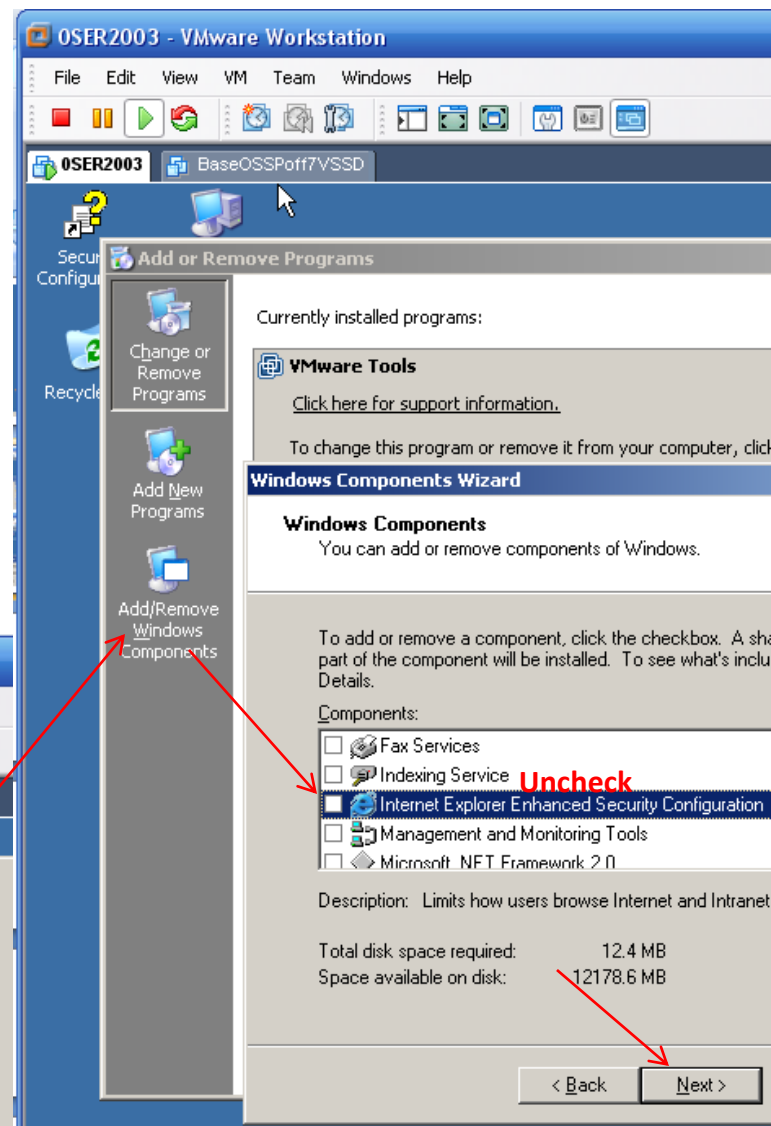 0SER2003 - VMware Workstation
File Edit View VM Team Windows Help
0SER2003 BaseOSSPoff7VSSD
Secur
Configu
Recycle
Add or Remove Programs
Change or
Remove
Programs
Add New
Programs
Add/Remove
Windows
Components
Currently installed programs:
VMware Tools
Click here for support information.
To change this program or remove it from your computer, click
Windows Components Wizard
Windows Components
You can add or remove components of Windows.
To add or remove a component, click the checkbox. A sha
part of the component will be installed. To see what's inclu
Details.
Components:
Fax Services
Indexing Service
Uncheck
Internet Explorer Enhanced Security Configuration
Management and Monitoring Tools
Microsoft .NET Framework 2.0
Description: Limits how users browse Internet and Intranet
Total disk space required: 12.4 MB
Space available on disk: 12178.6 MB
< Back Next >